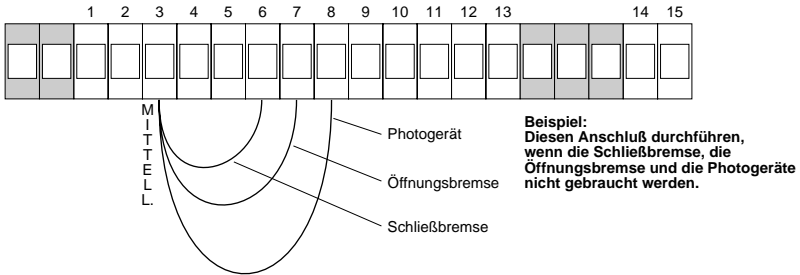 1 2 3 4 5 6 7 8 9 10 11 12 13 14 15
MITTELL.
Photogerät
Öffnungsbremse
Schließbremse
Beispiel:
Diesen Anschluß durchführen,
wenn die Schließbremse, die
Öffnungsbremse und die Photogeräte
nicht gebraucht werden.